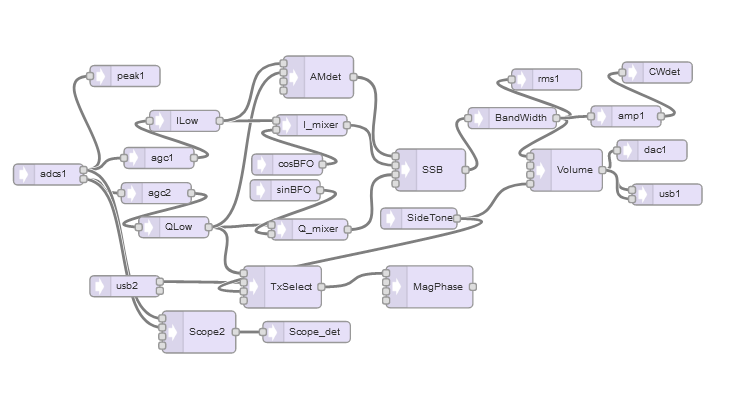 peak1
AMdet
rms1
CWdet
ILow
I_mixer
BandWidth
amp1
agc1
cosBFO
SSB
Volume
dac1
adcs1
agc2
sinBFO
usb1
QLow
Q_mixer
SideTone
usb2
TxSelect
MagPhase
Scope2
Scope_det